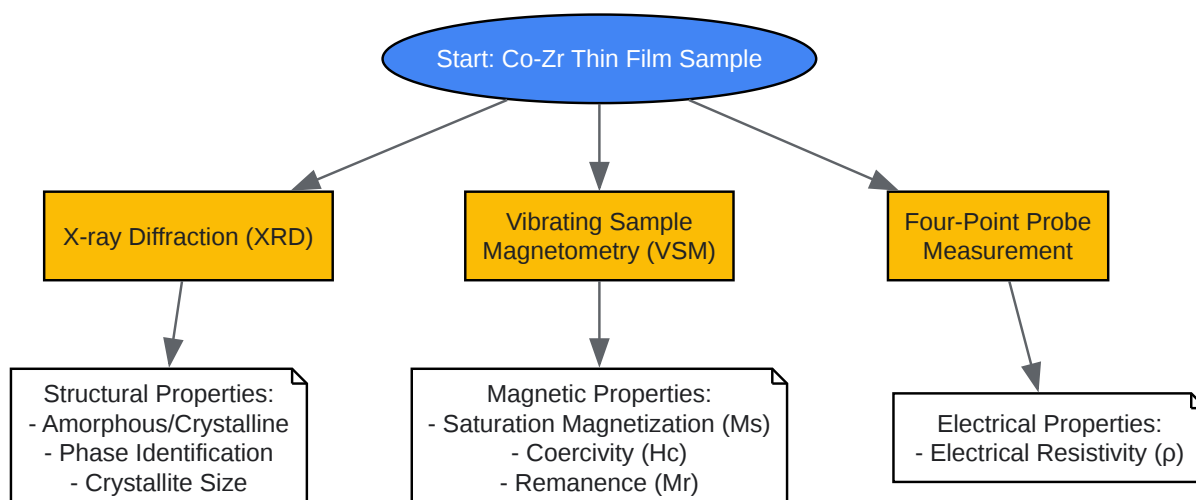 Start: Co-Zr Thin Film Sample
X-ray Diffraction (XRD)
Vibrating Sample
Magnetometry (VSM)
Four-Point Probe
Measurement
Structural Properties:
- Amorphous/Crystalline
- Phase Identification
- Crystallite Size
Magnetic Properties:
- Saturation Magnetization (Ms)
- Coercivity (Hc)
- Remanence (Mr)
Electrical Properties:
- Electrical Resistivity (ρ)